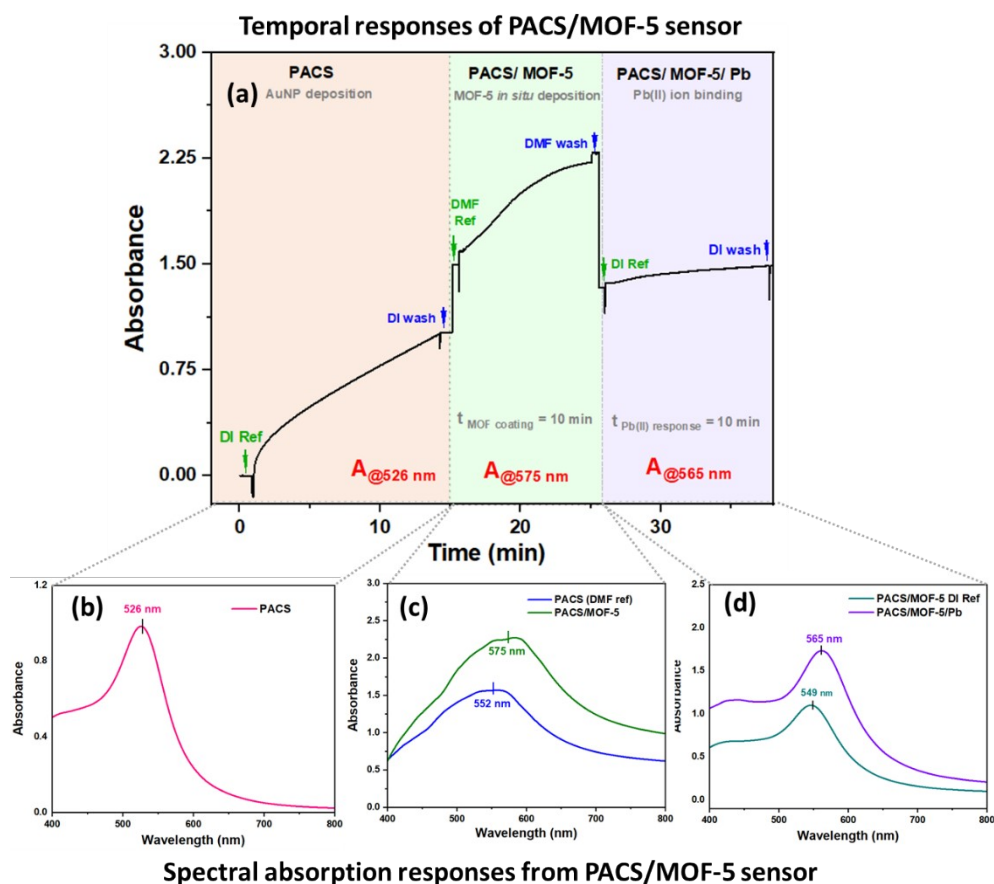 Temporal responses of PACS/MOF-5 sensor
3.00
2.25
1.50
0.75
0.00
Absorbance
(a)
PACS
AuNP deposition
PACS/ MOF-5
MOF-5 in situ deposition
PACS/ MOF-5/ Pb
Pb(II) ion binding
DMF wash
DMF
Ref
DI wash
DI Ref
DI Ref
DI wash
t MOF coating = 10 min
t Pb(II) response = 10 min
A@526 nm
A@575 nm
A@565 nm
0 10 20 30
Time (min)
(b)
526 nm
PACS
1.2
0.8
0.4
0.0
Absorbance
400 500 600 700 800
Wavelength (nm)
(c)
PACS (DMF ref)
PACS/MOF-5
575 nm
552 nm
3.0
2.5
2.0
1.5
1.0
0.5
0.0
Absorbance
400 500 600 700 800
Wavelength (nm)
(d)
PACS/MOF-5 DI Ref
PACS/MOF-5/Pb
565 nm
549 nm
2.5
2.0
1.5
1.0
0.5
0.0
Absorbance
400 500 600 700 800
Wavelength (nm)
Spectral absorption responses from PACS/MOF-5 sensor